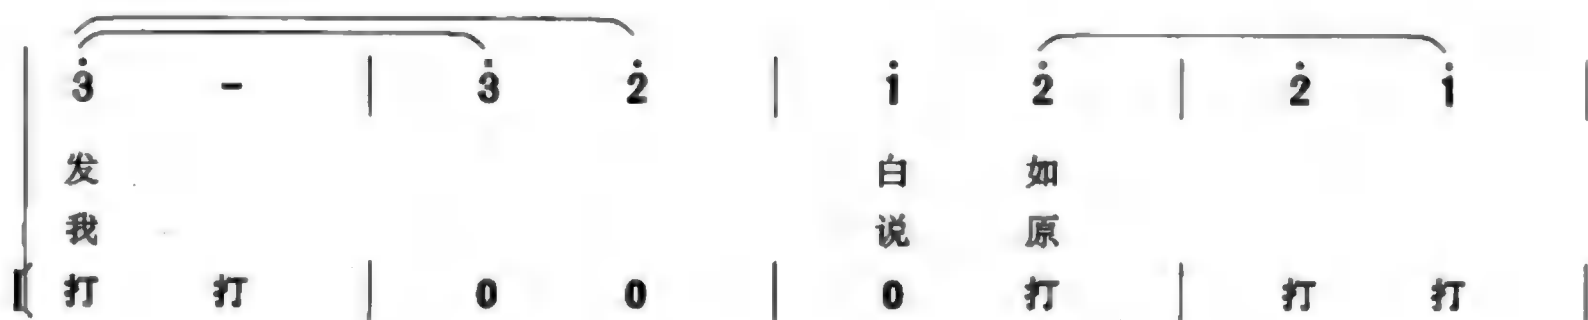 3 - | 3 2 | 1 2 | 2 1 |
发 白 如
我 说 原
打 打 | 0 0 | 0 打 | 打 打 |